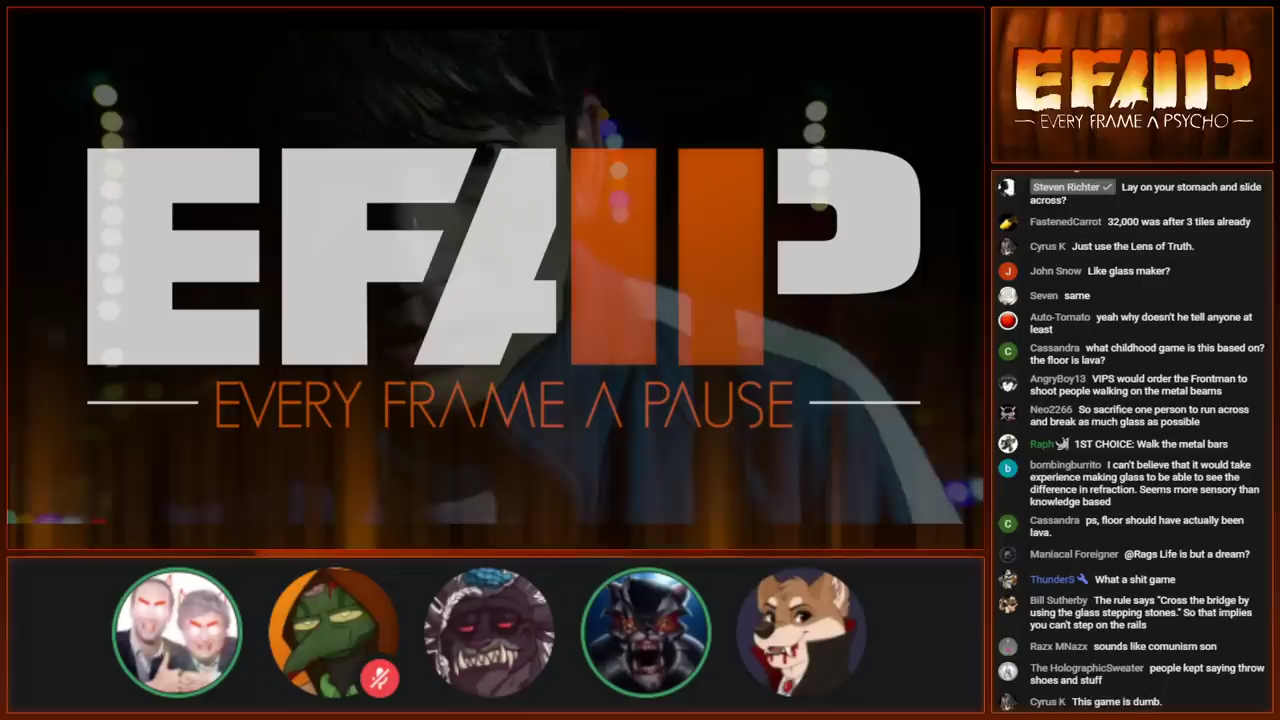 EFAP
EVERY FRAME A PAUSE
EFAP
EVERY FRAME A PSYCHO
Steven Richter Lay on your stomach and slide
across?
FastenedCarrot 32,000 was after 3 tiles already
Cyrus K Just use the Lens of Truth.
J
John Snow Like glass maker?
Seven same
Auto-Tornato yeah why doesn't he tell anyone at
least
C
Cassandra what childhood game is this based on?
the floor is lava?
AngryBoy13 VIPS would order the Frontman to
shoot people walking on the metal beams
Neo2266 So sacrifice one person to run across
and break as much glass as possible
Raph 1ST CHOICE: Walk the metal bars
b
bombingburrito I can't believe that it would take
experience making glass to be able to see the
difference in refraction. Seems more sensory than
knowledge based
C
Cassandra ps, floor should have actually been
lava.
Maniacal Foreigner @Rags Life is but a dream?
ThunderS What a shit game
Bill Sutherby The rule says "Cross the bridge by
using the glass stepping stones." So that implies
you can't step on the rails
Razx MNazx sounds like comunism son
The HolographicSweater people kept saying throw
shoes and stuff
Cyrus K This game is dumb.